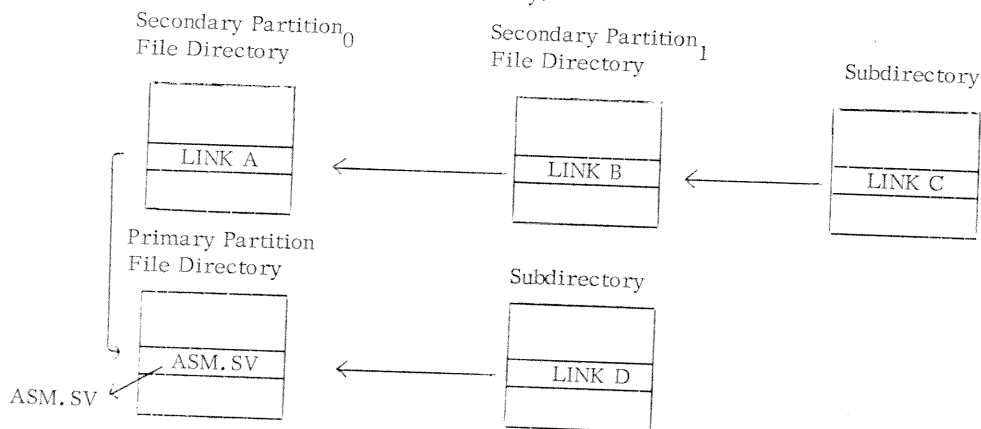 Secondary Partition0
File Directory
Secondary Partition1
File Directory
Subdirectory
LINK A
LINK B
LINK C
Primary Partition
File Directory
Subdirectory
ASM.SV
LINK D
ASM.SV